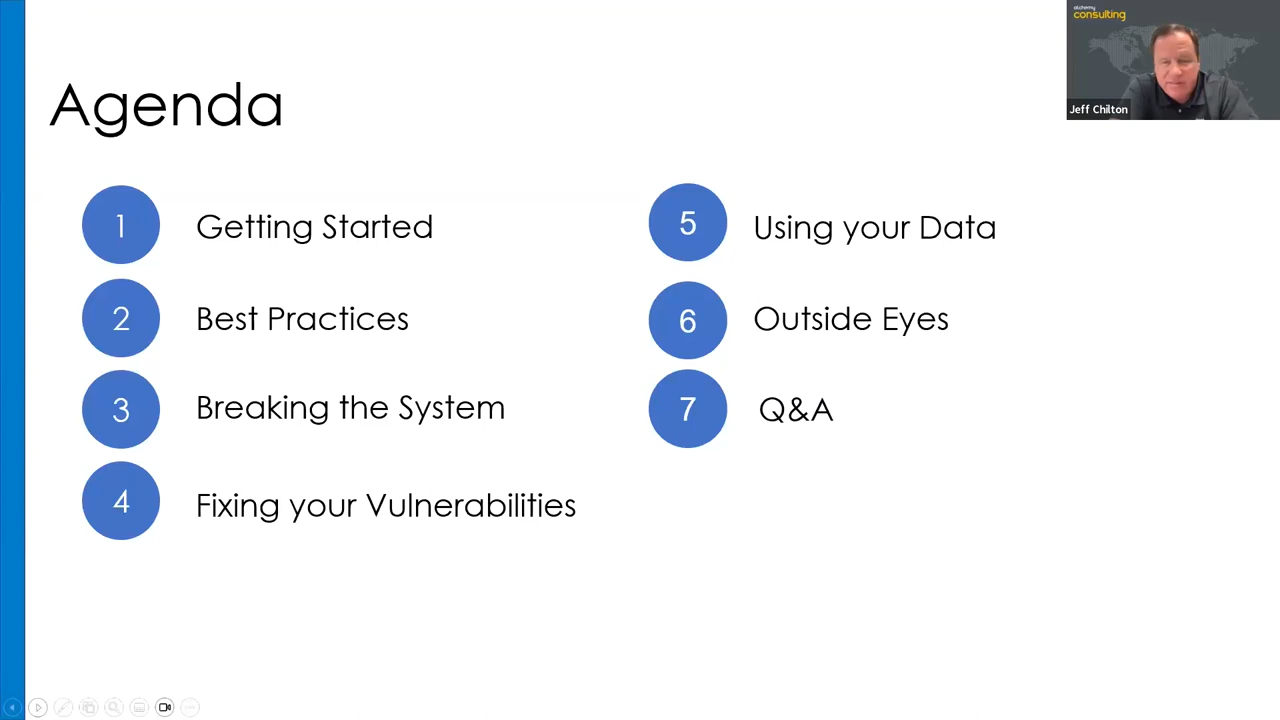 Agenda
1 Getting Started
2 Best Practices
3 Breaking the System
4 Fixing your Vulnerabilities
5 Using your Data
6 Outside Eyes
7 Q&A
alchemy
consulting
Jeff Chilton